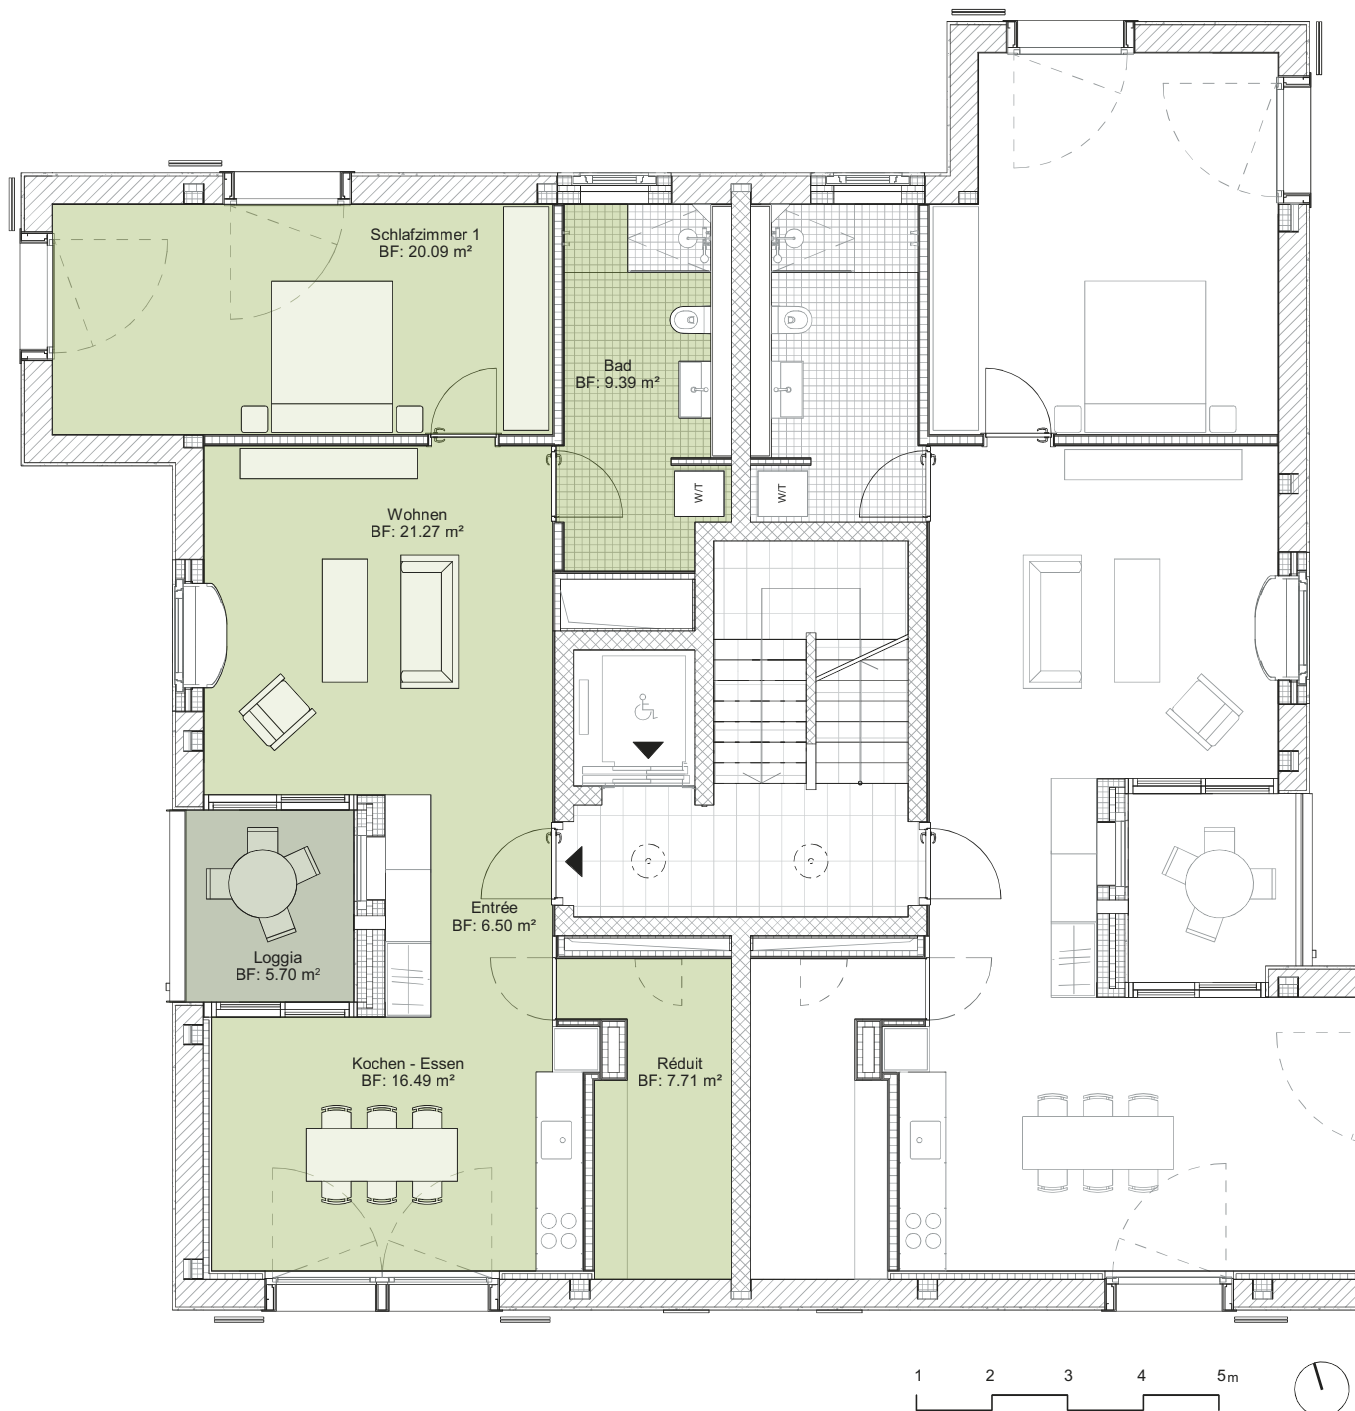 Schlafzimmer 1
BF: 20.09 m²
Bad
BF: 9.39 m²
W/T
W/T
Wohnen
BF: 21.27 m²
Entrée
BF: 6.50 m²
Loggia
BF: 5.70 m²
Kochen - Essen
BF: 16.49 m²
Réduit
BF: 7.71 m²
1 2 3 4 5m